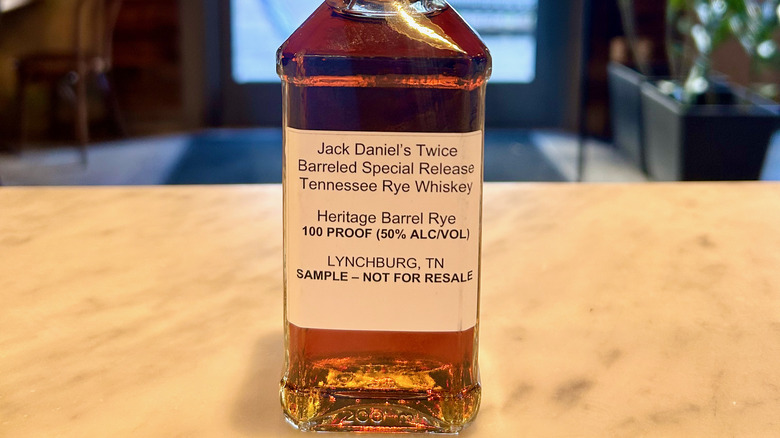 Jack Daniel's Twice
Barreled Special Release
Tennessee Rye Whiskey
Heritage Barrel Rye
100 PROOF (50% ALC/VOL)
LYNCHBURG, TN
SAMPLE – NOT FOR RESALE